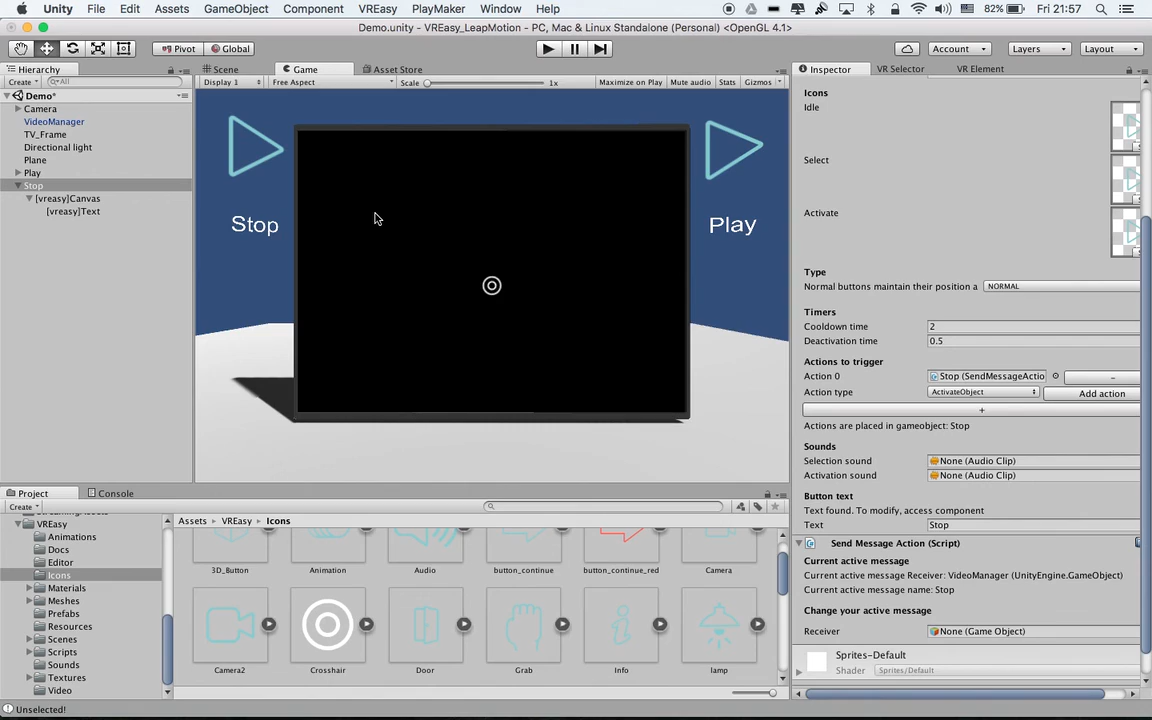 Unity File Edit Assets GameObject Component VREasy PlayMaker Window Help 82% Fri 21:57
Demo.unity - VREasy_LeapMotion - PC, Mac & Linux Standalone (Personal) <OpenGL 4.1>
Pivot Global Account Layers Layout
Hierarchy Scene Game Asset Store Inspector VR Selector VR Element
Create All Display 1 Free Aspect Scale 1x Maximize on Play Mute audio Stats Gizmos
Demo*
Camera
VideoManager
TV_Frame
Directional light
Plane
Play
Stop
[vreasy]Canvas
[vreasy]Text
Stop
Play
Icons
Idle
Select
Activate
Type
Normal buttons maintain their position a NORMAL
Timers
Cooldown time 2
Deactivation time 0.5
Actions to trigger
Action 0 Stop (SendMessageActio –
Action type ActivateObject Add action
+
Actions are placed in gameobject: Stop
Sounds
Selection sound None (Audio Clip)
Activation sound None (Audio Clip)
Button text
Text found. To modify, access component
Text Stop
Send Message Action (Script)
Current active message
Current active message Receiver: VideoManager (UnityEngine.GameObject)
Current active message name: Stop
Change your active message
Receiver None (Game Object)
Sprites-Default
Shader Sprites/Default
Project Console
Create
VREasy
Animations
Docs
Editor
Icons
Materials
Meshes
Prefabs
Resources
Scenes
Scripts
Sounds
Textures
Video
Assets VREasy Icons
3D_Button Animation Audio button_continue button_continue_red Camera
Camera2 Crosshair Door Grab Info lamp
Unselected!